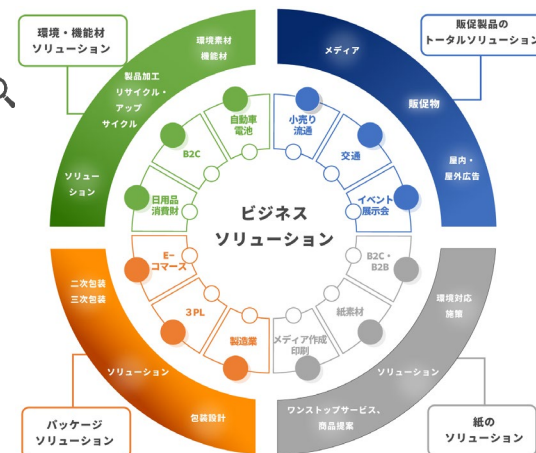 環境・機能材
ソリューション
環境素材
機能材
製品加工
リサイクル・
アップ
サイクル
ソリュー
ション
自動車
電池
B2C
日用品
消費財
販促製品の
トータルソリューション
メディア
販促物
屋内・
屋外広告
小売り
流通
交通
イベント
展示会
ビジネス
ソリューション
E−
コマース
3PL
製造業
二次包装
三次包装
ソリューション
包装設計
パッケージ
ソリューション
B2C・
B2B
紙素材
メディア作成
印刷
環境対応
施策
ソリューション
ワンストップサービス、
商品提案
紙の
ソリューション